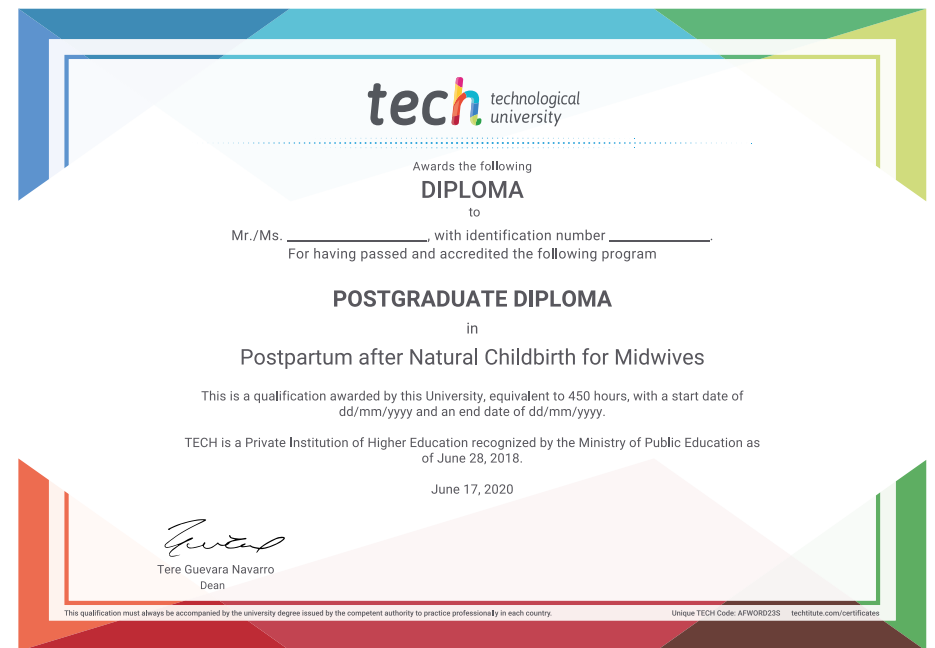 tech technological
university
Awards the following
DIPLOMA
to
Mr./Ms. ____________, with identification number ____________.
For having passed and accredited the following program
POSTGRADUATE DIPLOMA
in
Postpartum after Natural Childbirth for Midwives
This is a qualification awarded by this University, equivalent to 450 hours, with a start date of
dd/mm/yyyy and an end date of dd/mm/yyyy.
TECH is a Private Institution of Higher Education recognized by the Ministry of Public Education as
of June 28, 2018.
June 17, 2020
Tere Guevara Navarro
Dean
This qualification must always be accompanied by the university degree issued by the competent authority to practice professionally in each country. Unique TECH Code: AFWORD23S techtitute.com/certificates